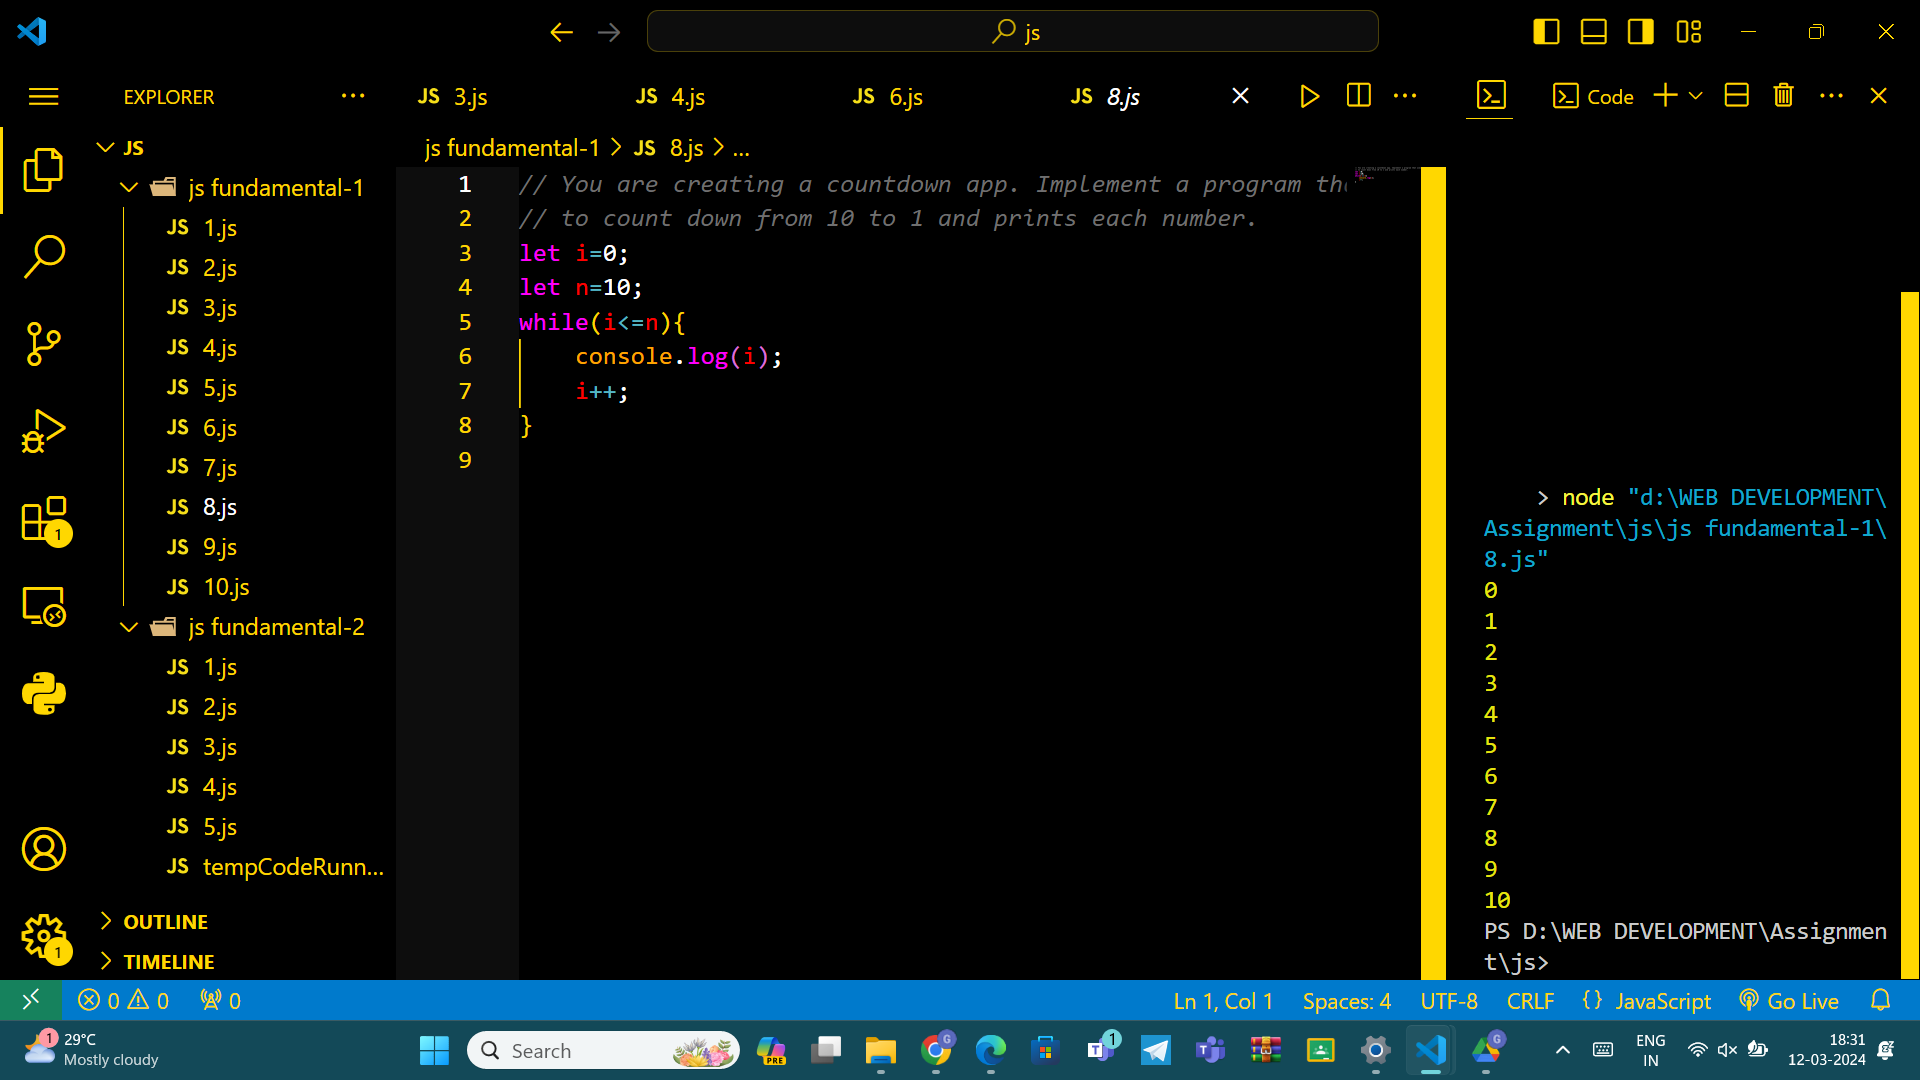 js
EXPLORER
JS 3.js
JS 4.js
JS 6.js
JS 8.js
Code
JS
js fundamental-1 > JS 8.js > ...
js fundamental-1
JS 1.js
JS 2.js
JS 3.js
JS 4.js
JS 5.js
JS 6.js
JS 7.js
JS 8.js
JS 9.js
JS 10.js
js fundamental-2
JS 1.js
JS 2.js
JS 3.js
JS 4.js
JS 5.js
JS tempCodeRunn...
OUTLINE
TIMELINE
1
1
1 // You are creating a countdown app. Implement a program tha
2 // to count down from 10 to 1 and prints each number.
3 let i=0;
4 let n=10;
5 while(i<=n){
6 console.log(i);
7 i++;
8 }
9
> node "d:\WEB DEVELOPMENT\
Assignment\js\js fundamental-1\
8.js"
0
1
2
3
4
5
6
7
8
9
10
PS D:\WEB DEVELOPMENT\Assignmen
t\js>
0 0 0
Ln 1, Col 1 Spaces: 4 UTF-8 CRLF {} JavaScript Go Live
1
29°C
Mostly cloudy
Search
PRE
G
1
T
G
ENG
IN
18:31
12-03-2024